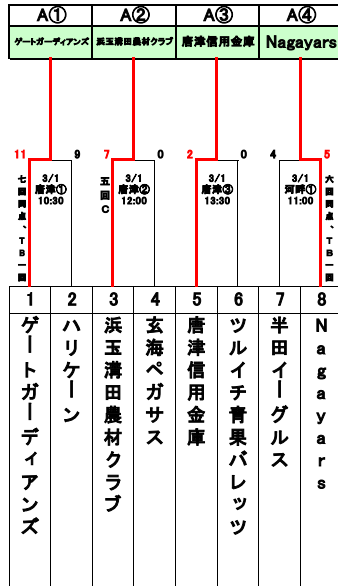 A① A② A③ A④
ゲートガーディアンズ 浜玉溝田農材クラブ 唐津信用金庫 Nagayars
11 9 7 0 2 0 4 5
七回同点、TB一回
3/1
唐津①
10:30
五回C
3/1
唐津②
12:00
3/1
唐津③
13:30
3/1
河畔①
11:00
六回同点、TB一回
1 2 3 4 5 6 7 8
ゲートガーディアンズ
ハリケーン
浜玉溝田農材クラブ
玄海ペガサス
唐津信用金庫
ツルイチ青果バレッツ
半田イーグルス
Nagayars